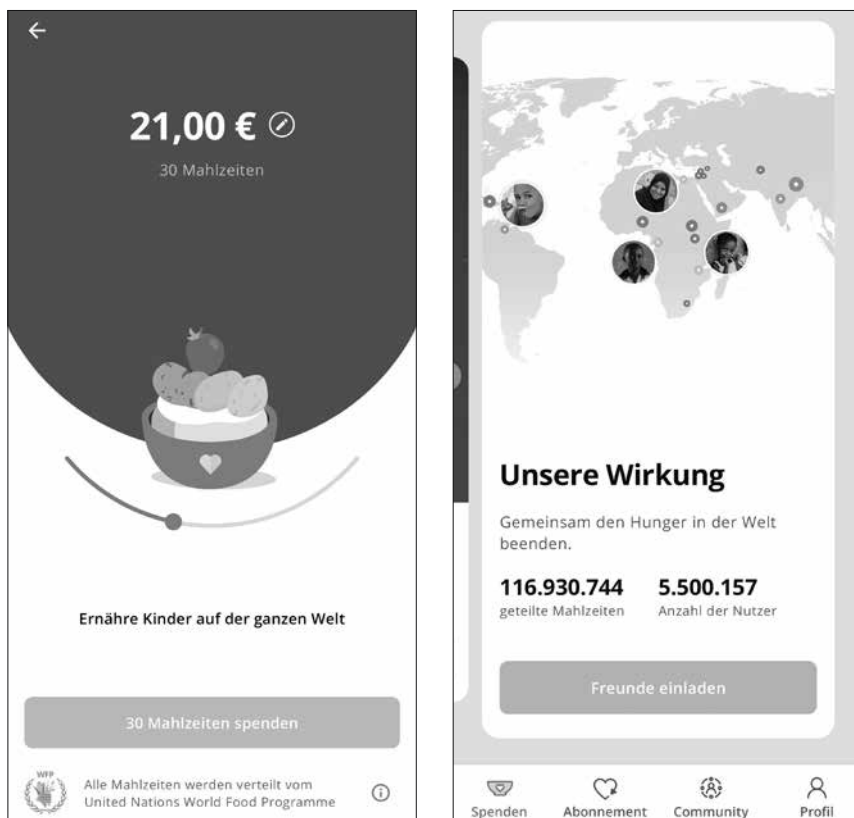 21,00 €
30 Mahlzeiten
Ernähre Kinder auf der ganzen Welt
30 Mahlzeiten spenden
WFP
Alle Mahlzeiten werden verteilt vom
United Nations World Food Programme
Unsere Wirkung
Gemeinsam den Hunger in der Welt
beenden.
116.930.744 5.500.157
geteilte Mahlzeiten Anzahl der Nutzer
Freunde einladen
Spenden Abonnement Community Profil